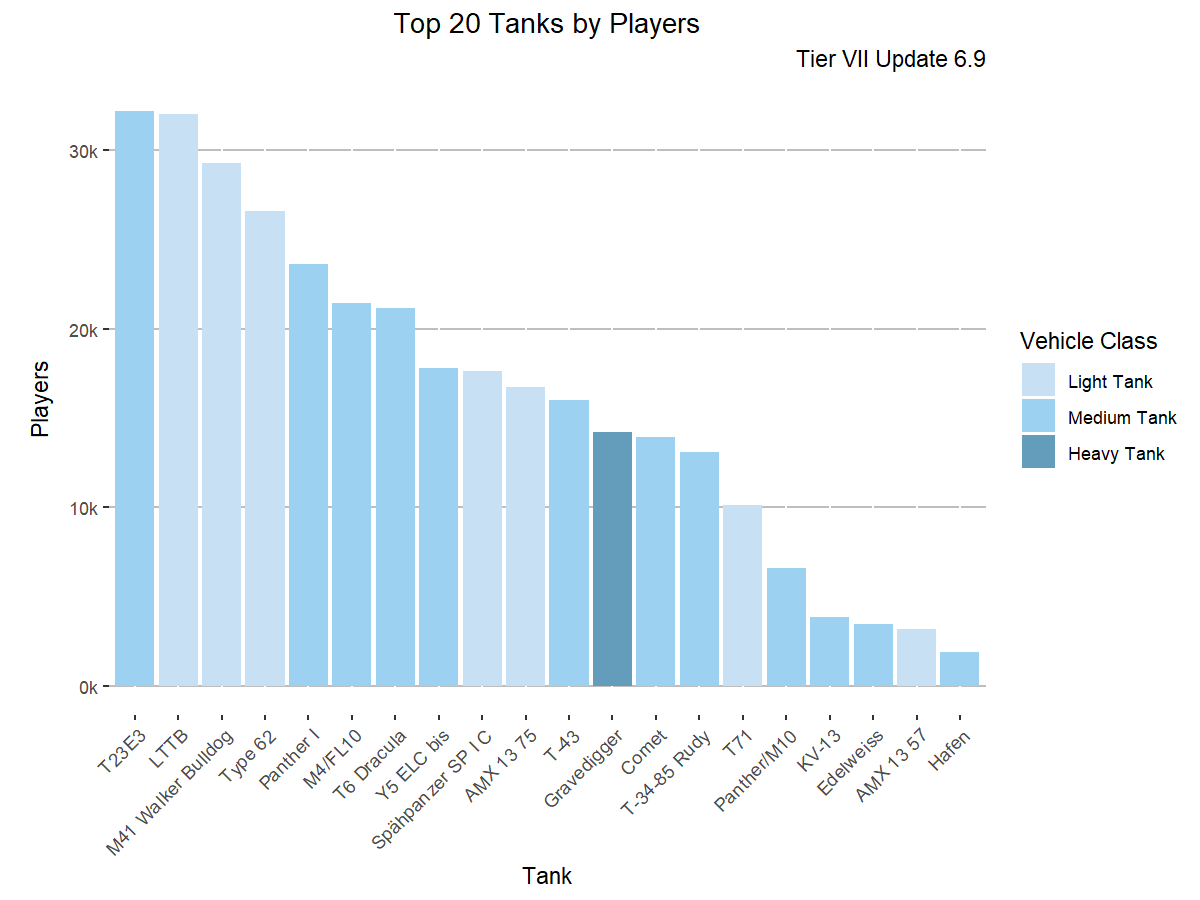 Top 20 Tanks by Players
Tier VII Update 6.9
30k
20k
10k
0k
Players
T23E3
LTTB
M41 Walker Bulldog
Type 62
Panther I
M4/FL10
T6 Dracula
Y5 ELC bis
Spähpanzer SP I C
AMX 13 75
T-43
Gravedigger
Comet
T-34-85 Rudy
T71
Panther/M10
KV-13
Edelweiss
AMX 13 57
Hafen
Tank
Vehicle Class
Light Tank
Medium Tank
Heavy Tank